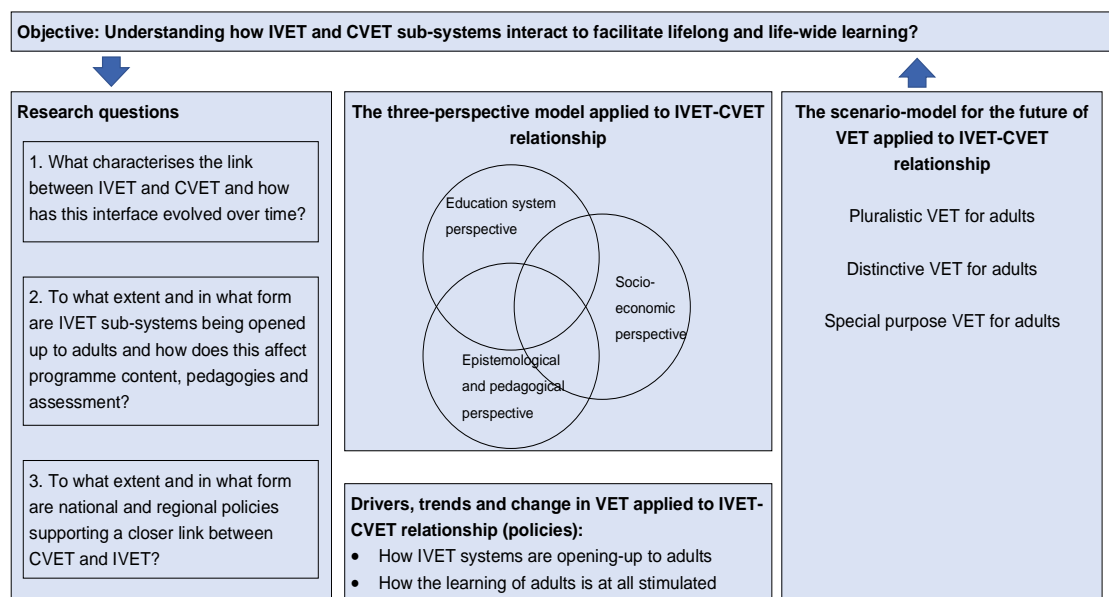 Objective: Understanding how IVET and CVET sub-systems interact to facilitate lifelong and life-wide learning?
Research questions
1. What characterises the link
between IVET and CVET and how
has this interface evolved over time?
2. To what extent and in what form
are IVET sub-systems being opened
up to adults and how does this affect
programme content, pedagogies and
assessment?
3. To what extent and in what form
are national and regional policies
supporting a closer link between
CVET and IVET?
The three-perspective model applied to IVET-CVET
relationship
Education system
perspective
Socio-
economic
perspective
Epistemological
and pedagogical
perspective
Drivers, trends and change in VET applied to IVET-
CVET relationship (policies):
• How IVET systems are opening-up to adults
• How the learning of adults is at all stimulated
The scenario-model for the future of
VET applied to IVET-CVET
relationship
Pluralistic VET for adults
Distinctive VET for adults
Special purpose VET for adults